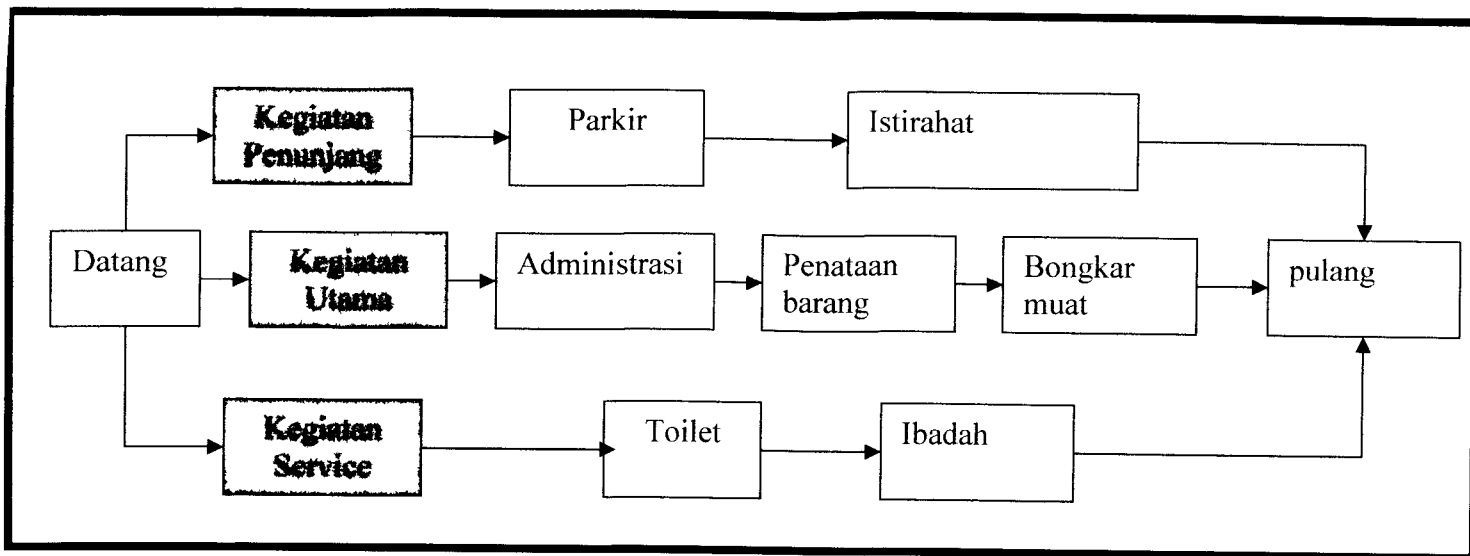 Kegiatan
Penunjang
Parkir
Istirahat
Datang
Kegiatan
Utama
Administrasi
Penataan
barang
Bongkar
muat
pulang
Kegiatan
Service
Toilet
Ibadah